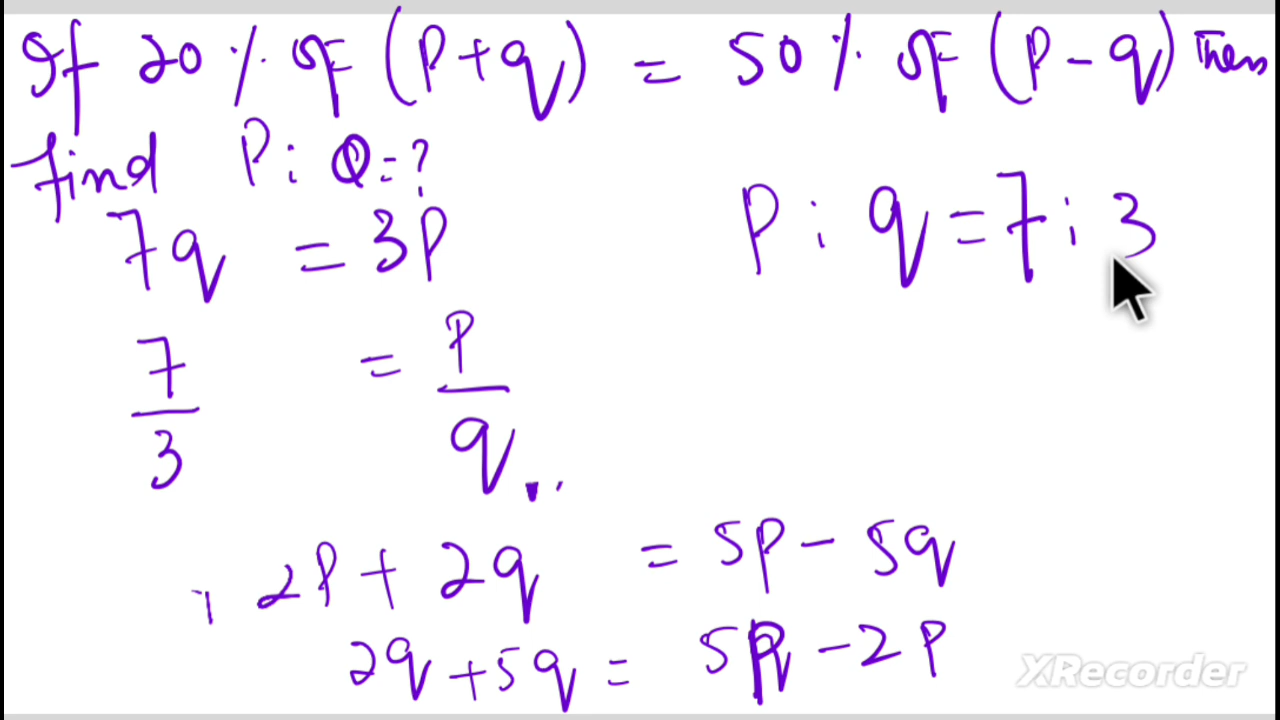 If 20% of (P+q) = 50% of (P-q) Then
find P: Q=?
7q = 3P
P : q = 7 : 3
7/3 = P/q
2P + 2q = 5P - 5q
2q + 5q = 5P - 2P
XRecorder